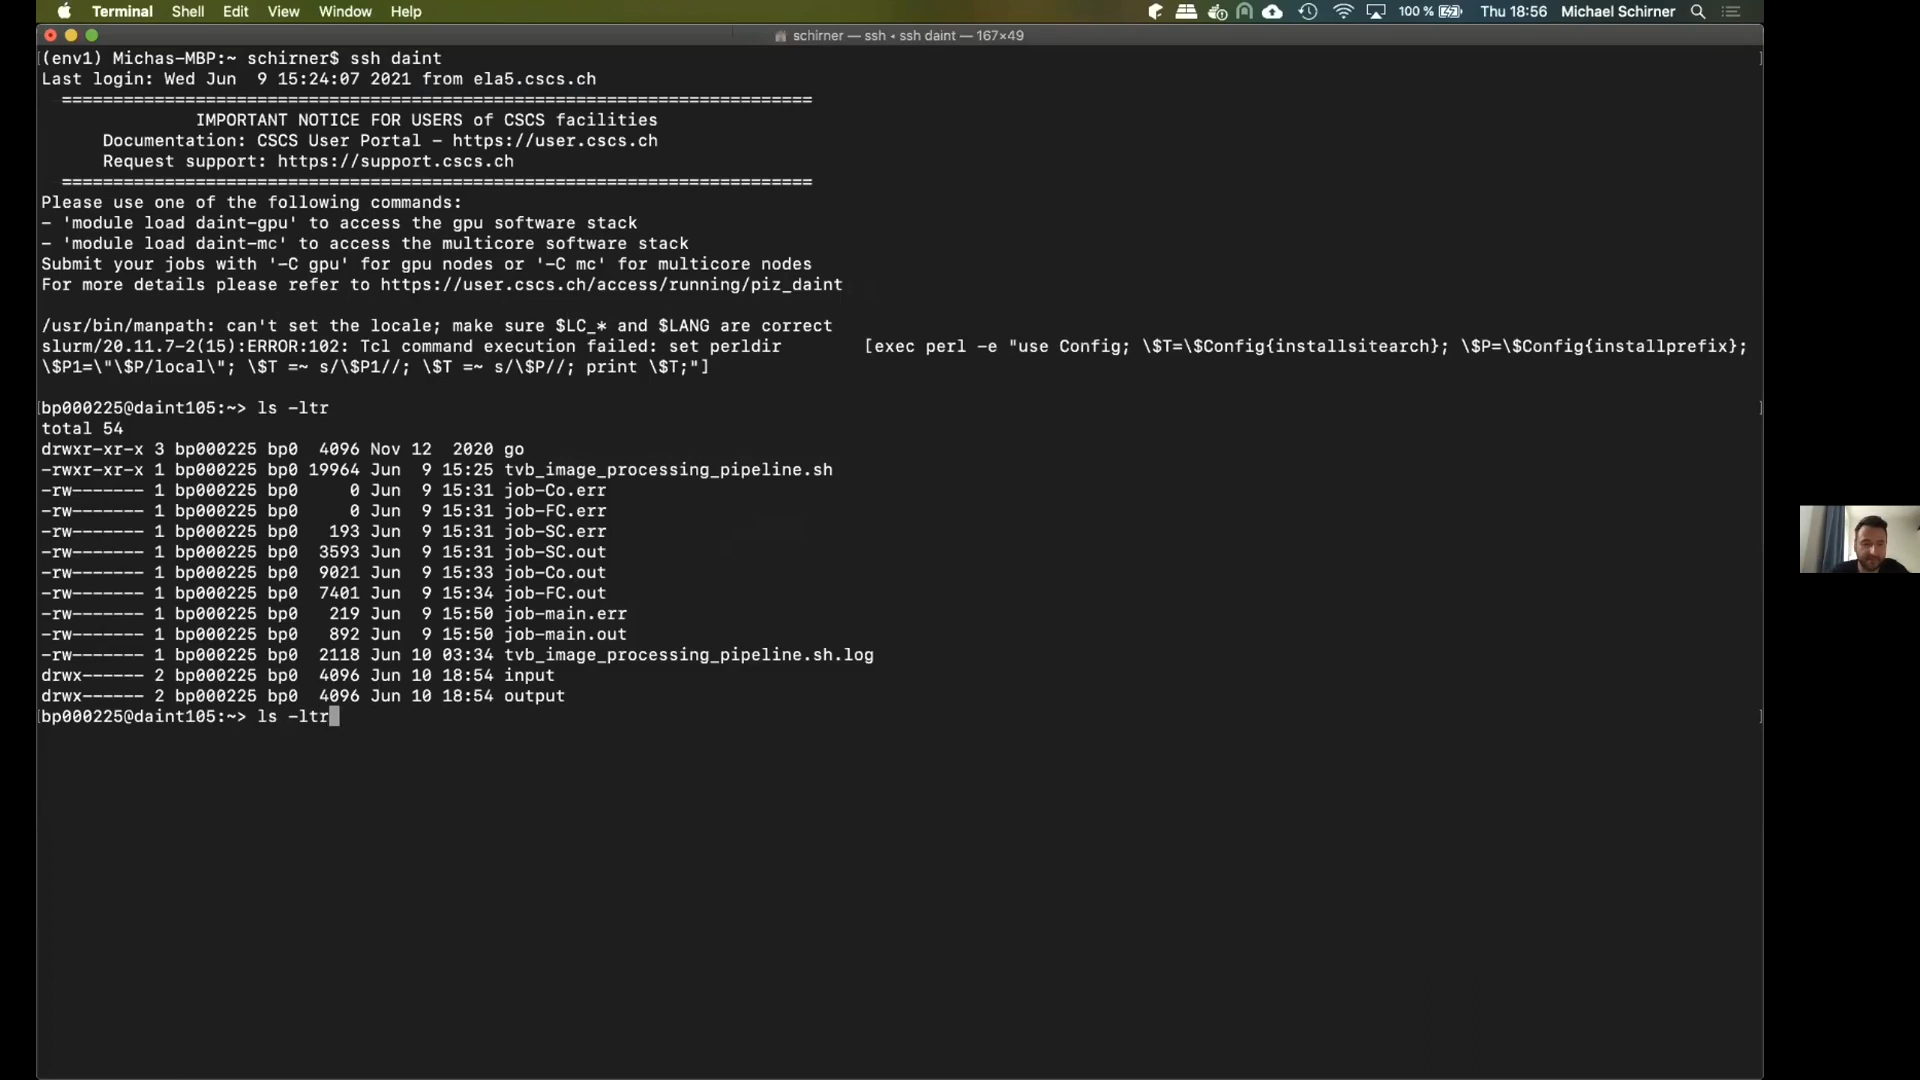 Terminal Shell Edit View Window Help 100 % Thu 18:56 Michael Schirner
schirner — ssh ◂ ssh daint — 167×49
(env1) Michas-MBP:~ schirner$ ssh daint
Last login: Wed Jun  9 15:24:07 2021 from ela5.cscs.ch
=========================================================================
IMPORTANT NOTICE FOR USERS of CSCS facilities
Documentation: CSCS User Portal – https://user.cscs.ch
Request support: https://support.cscs.ch
=========================================================================
Please use one of the following commands:
– 'module load daint-gpu' to access the gpu software stack
– 'module load daint-mc' to access the multicore software stack
Submit your jobs with '-C gpu' for gpu nodes or '-C mc' for multicore nodes
For more details please refer to https://user.cscs.ch/access/running/piz_daint
/usr/bin/manpath: can't set the locale; make sure $LC_* and $LANG are correct
slurm/20.11.7-2(15):ERROR:102: Tcl command execution failed: set perldir        [exec perl -e "use Config; \$T=\$Config{installsitearch}; \$P=\$Config{installprefix};
\$P1=\"\$P/local\"; \$T =~ s/\$P1//; \$T =~ s/\$P//; print \$T;"]
[bp000225@daint105:~> ls -ltr ]
total 54
drwxr-xr-x 3 bp000225 bp0  4096 Nov 12  2020 go
-rwxr-xr-x 1 bp000225 bp0 19964 Jun  9 15:25 tvb_image_processing_pipeline.sh
-rw------- 1 bp000225 bp0     0 Jun  9 15:31 job-Co.err
-rw------- 1 bp000225 bp0     0 Jun  9 15:31 job-FC.err
-rw------- 1 bp000225 bp0   193 Jun  9 15:31 job-SC.err
-rw------- 1 bp000225 bp0  3593 Jun  9 15:31 job-SC.out
-rw------- 1 bp000225 bp0  9021 Jun  9 15:33 job-Co.out
-rw------- 1 bp000225 bp0  7401 Jun  9 15:34 job-FC.out
-rw------- 1 bp000225 bp0   219 Jun  9 15:50 job-main.err
-rw------- 1 bp000225 bp0   892 Jun  9 15:50 job-main.out
-rw------- 1 bp000225 bp0  2118 Jun 10 03:34 tvb_image_processing_pipeline.sh.log
drwx------ 2 bp000225 bp0  4096 Jun 10 18:54 input
drwx------ 2 bp000225 bp0  4096 Jun 10 18:54 output
[bp000225@daint105:~> ls -ltr ]